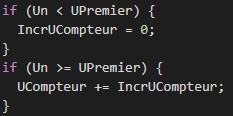 if (Un < UPremier) {
  IncrUCompteur = 0;
}
if (Un >= UPremier) {
  UCompteur += IncrUCompteur;
}